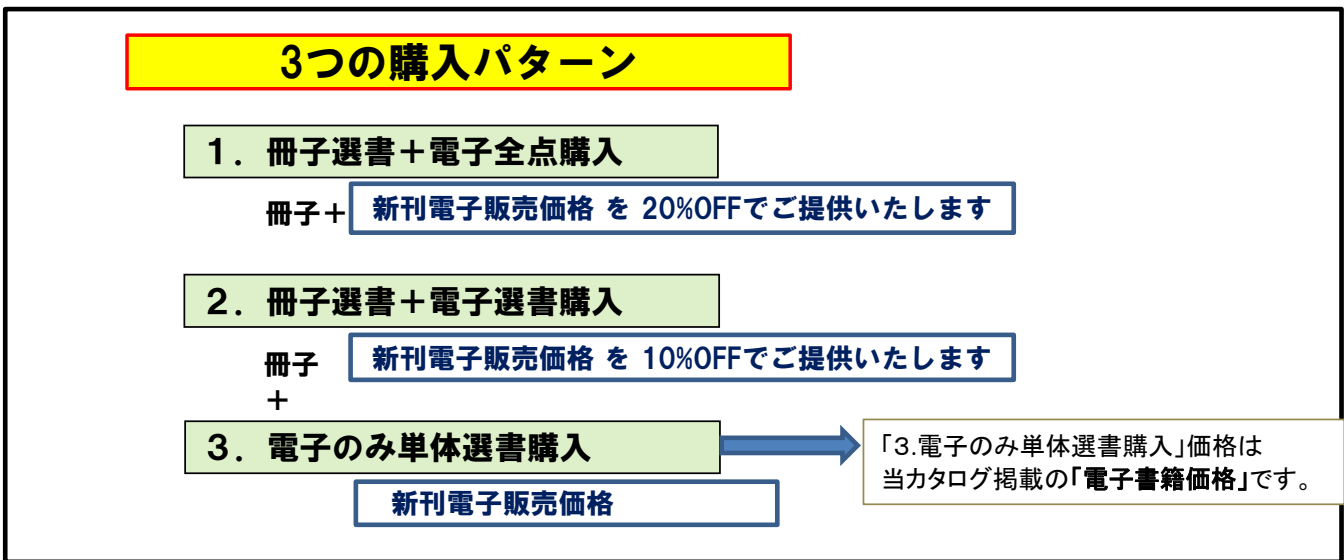 3つの購入パターン
１．冊子選書＋電子全点購入
冊子＋ 新刊電子販売価格 を 20%OFFでご提供いたします
２．冊子選書＋電子選書購入
冊子 新刊電子販売価格 を 10%OFFでご提供いたします
＋
３．電子のみ単体選書購入
「3.電子のみ単体選書購入」価格は
当カタログ掲載の「電子書籍価格」です。
新刊電子販売価格